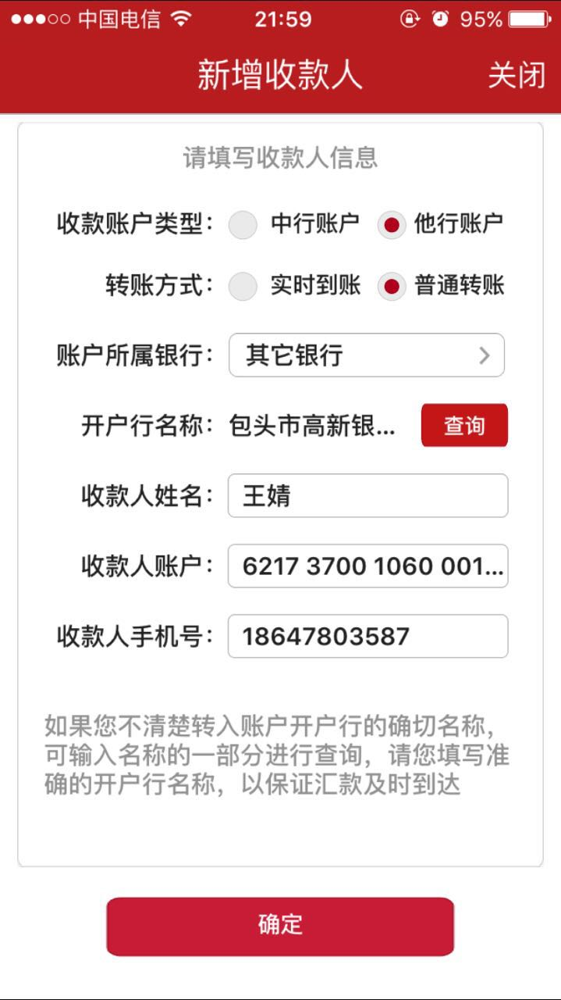 中国电信 21:59 95%
新增收款人 关闭
请填写收款人信息
收款账户类型： 中行账户 他行账户
转账方式： 实时到账 普通转账
账户所属银行： 其它银行
开户行名称： 包头市高新银... 查询
收款人姓名： 王婧
收款人账户： 6217 3700 1060 001...
收款人手机号： 18647803587
如果您不清楚转入账户开户行的确切名称，
可输入名称的一部分进行查询，请您填写准
确的开户行名称，以保证汇款及时到达
确定